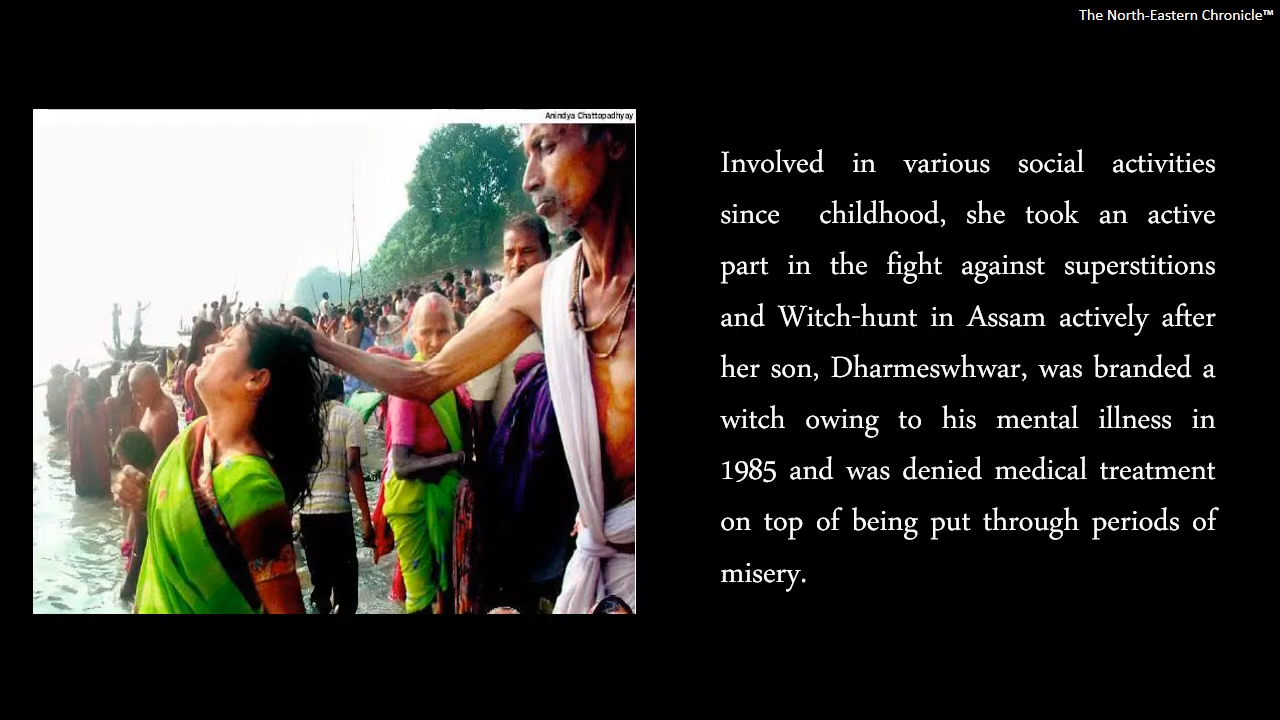 The North-Eastern Chronicle™
Anindya Chattopadhyay
Involved in various social activities
since childhood, she took an active
part in the fight against superstitions
and Witch-hunt in Assam actively after
her son, Dharmeswhwar, was branded a
witch owing to his mental illness in
1985 and was denied medical treatment
on top of being put through periods of
misery.